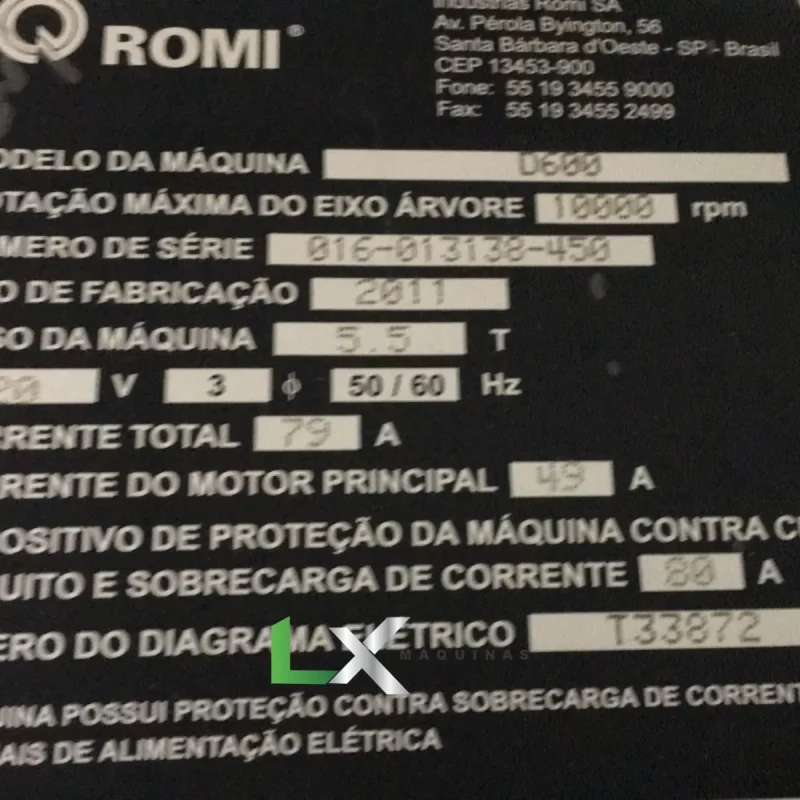 ROMI®
Indústrias Romi SA
Av. Pérola Byington, 56
Santa Bárbara d'Oeste - SP - Brasil
CEP 13453-900
Fone: 55 19 3455 9000
Fax: 55 19 3455 2499
ODELO DA MÁQUINA D600
OTAÇÃO MÁXIMA DO EIXO ÁRVORE 10000 rpm
MERO DE SÉRIE 016-013138-450
O DE FABRICAÇÃO 2011
SO DA MÁQUINA 5.5 T
20 V 3 ϕ 50/60 Hz
RRENTE TOTAL 79 A
RRENTE DO MOTOR PRINCIPAL 49 A
POSITIVO DE PROTEÇÃO DA MÁQUINA CONTRA C
UITO E SOBRECARGA DE CORRENTE 80 A
ERO DO DIAGRAMA ELÉTRICO T33872
LX MÁQUINAS
UINA POSSUI PROTEÇÃO CONTRA SOBRECARGA DE CORRENT
AIS DE ALIMENTAÇÃO ELÉTRICA